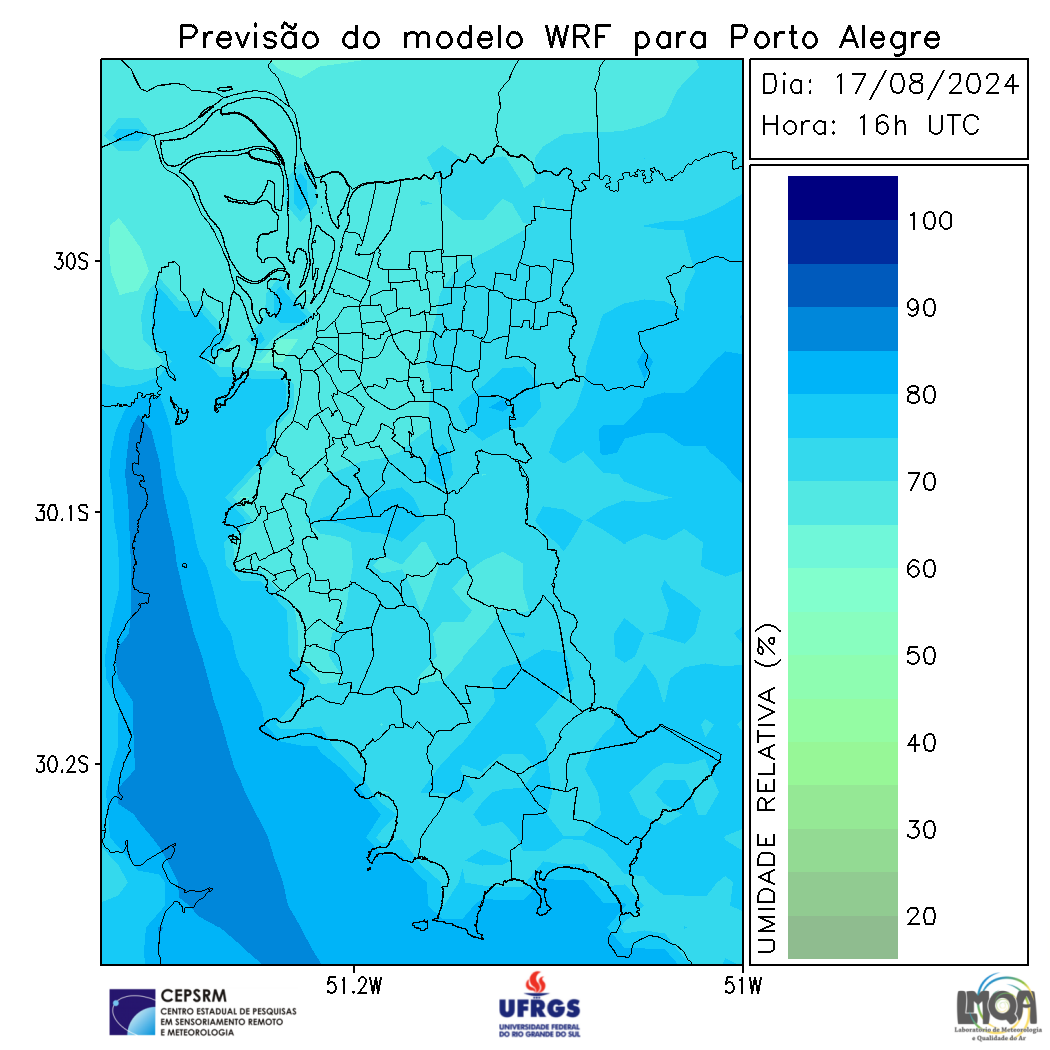 Previsão do modelo WRF para Porto Alegre
Dia: 17/08/2024
Hora: 16h UTC
100
90
80
70
60
50
40
30
20
UMIDADE RELATIVA (%)
30S
30.1S
30.2S
51.2W
51W
CEPSRM
CENTRO ESTADUAL DE PESQUISAS
EM SENSORIAMENTO REMOTO
E METEOROLOGIA
UFRGS
UNIVERSIDADE FEDERAL
DO RIO GRANDE DO SUL
LMQA
Laboratório de Meteorologia
e Qualidade do Ar